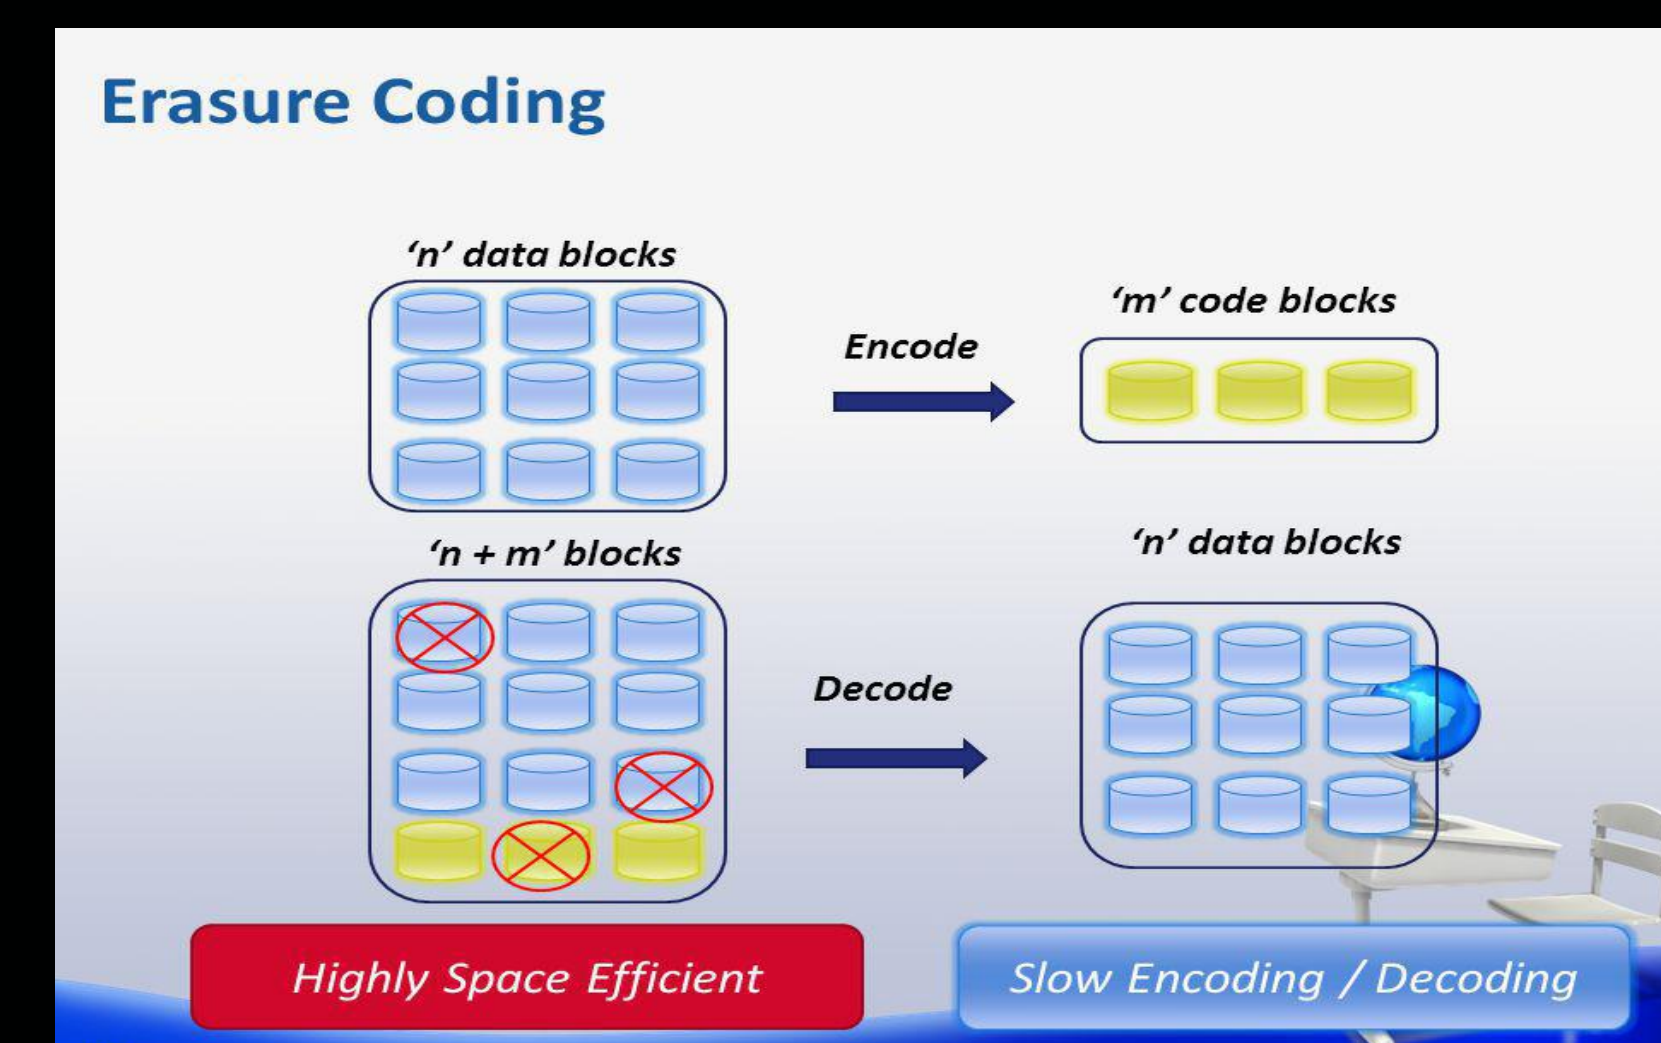 Erasure Coding
‘n’ data blocks
Encode
‘m’ code blocks
‘n + m’ blocks
Decode
‘n’ data blocks
Highly Space Efficient
Slow Encoding / Decoding